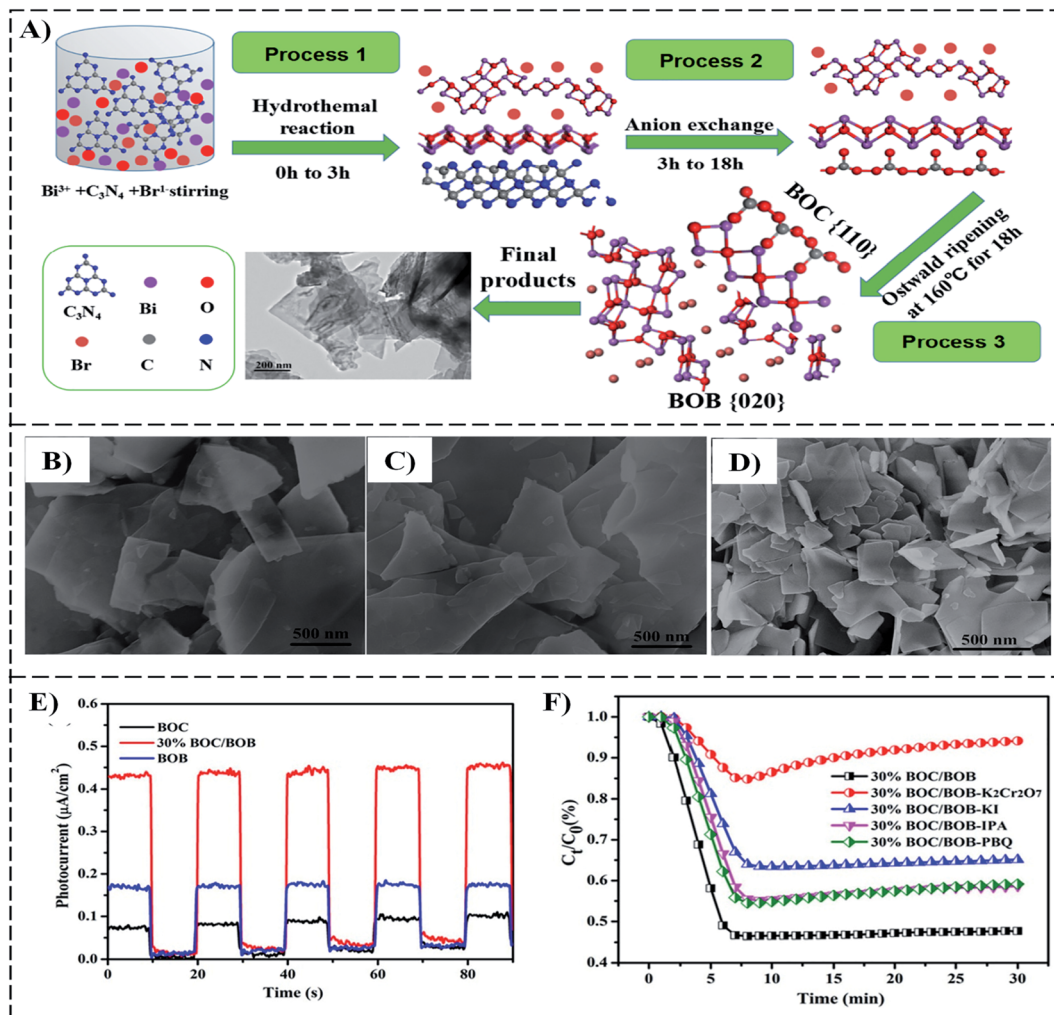 A)
Process 1
Process 2
Hydrothemal
reaction
0h to 3h
Anion exchange
3h to 18h
Bi³⁺ +C₃N₄ +Br¹⁻stirring
BOC {110}
Ostwald ripening
at 160°C for 18h
Process 3
Final
products
C₃N₄
Bi
O
Br
C
N
200 nm
BOB {020}
B)
500 nm
C)
500 nm
D)
500 nm
E)
Photocurrent (μA/cm²)
0.6
0.5
0.4
0.3
0.2
0.1
0.0
BOC
30% BOC/BOB
BOB
0
20
40
60
80
Time (s)
F)
Cₜ/C₀(%)
1.0
0.9
0.8
0.7
0.6
0.5
0.4
30% BOC/BOB
30% BOC/BOB-K₂Cr₂O₇
30% BOC/BOB-KI
30% BOC/BOB-IPA
30% BOC/BOB-PBQ
0
5
10
15
20
25
30
Time (min)